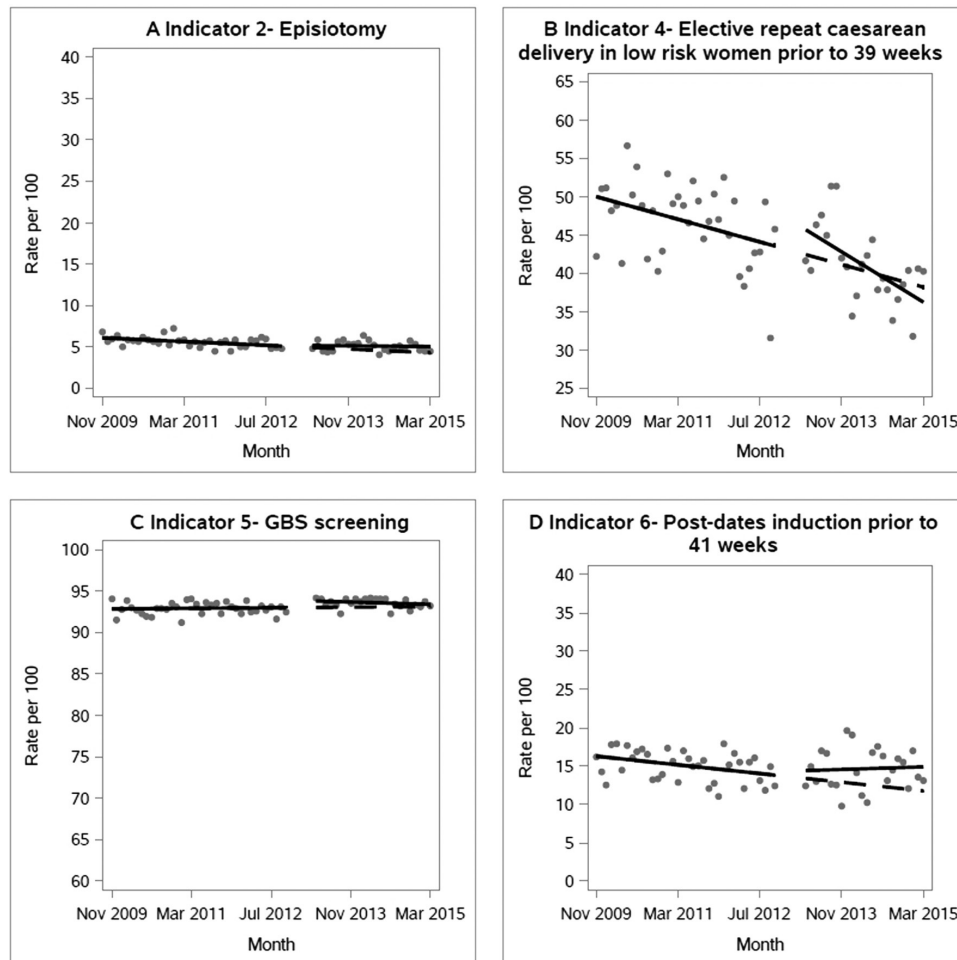 A Indicator 2- Episiotomy
40
35
30
25
20
15
10
5
0
Rate per 100
Nov 2009 Mar 2011 Jul 2012 Nov 2013 Mar 2015
Month
B Indicator 4- Elective repeat caesarean
delivery in low risk women prior to 39 weeks
65
60
55
50
45
40
35
30
25
Rate per 100
Nov 2009 Mar 2011 Jul 2012 Nov 2013 Mar 2015
Month
C Indicator 5- GBS screening
100
95
90
85
80
75
70
65
60
Rate per 100
Nov 2009 Mar 2011 Jul 2012 Nov 2013 Mar 2015
Month
D Indicator 6- Post-dates induction prior to
41 weeks
40
35
30
25
20
15
10
5
0
Rate per 100
Nov 2009 Mar 2011 Jul 2012 Nov 2013 Mar 2015
Month